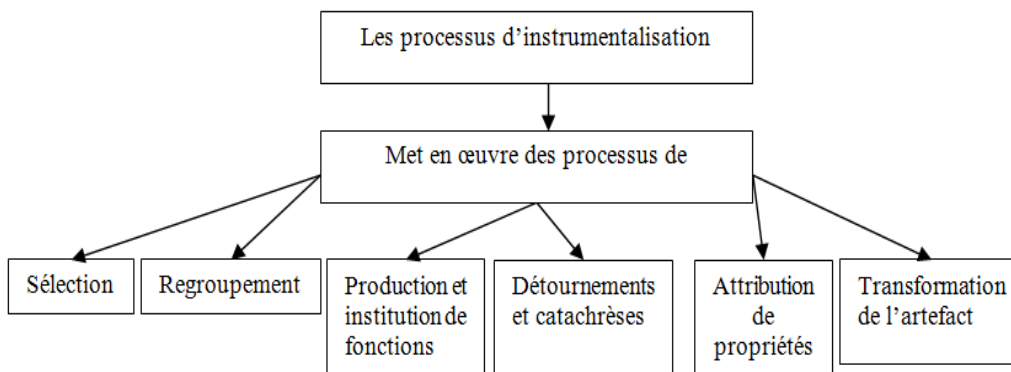 Les processus d'instrumentalisation
Met en œuvre des processus de
Sélection
Regroupement
Production et
institution de
fonctions
Détournements
et catachrèses
Attribution
de
propriétés
Transformation
de l'artefact